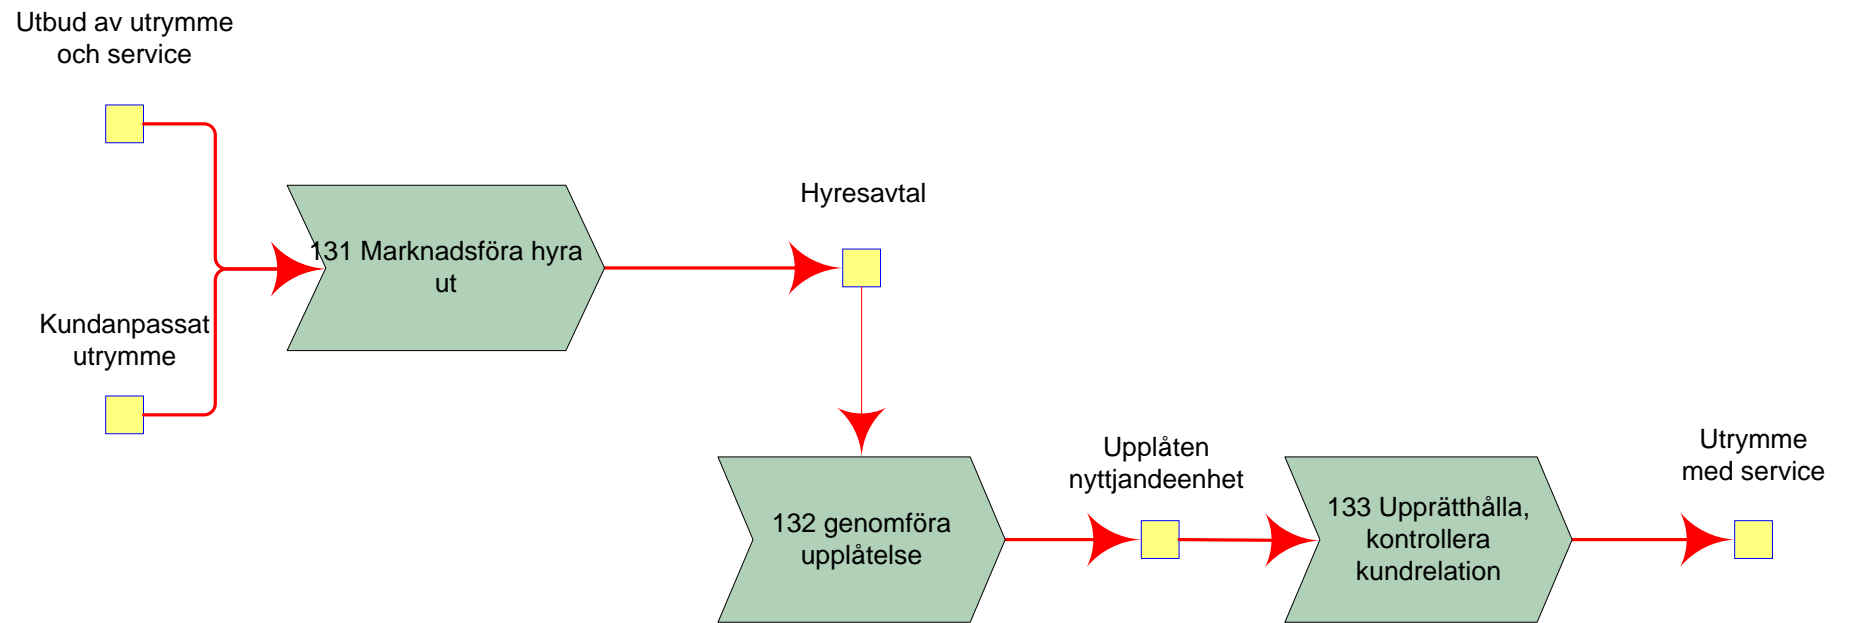 Utbud av utrymme
och service
Kundanpassat
utrymme
131 Marknadsföra hyra
ut
Hyresavtal
132 genomföra
upplåtelse
Upplåten
nyttjandeenhet
133 Upprätthålla,
kontrollera
kundrelation
Utrymme
med service